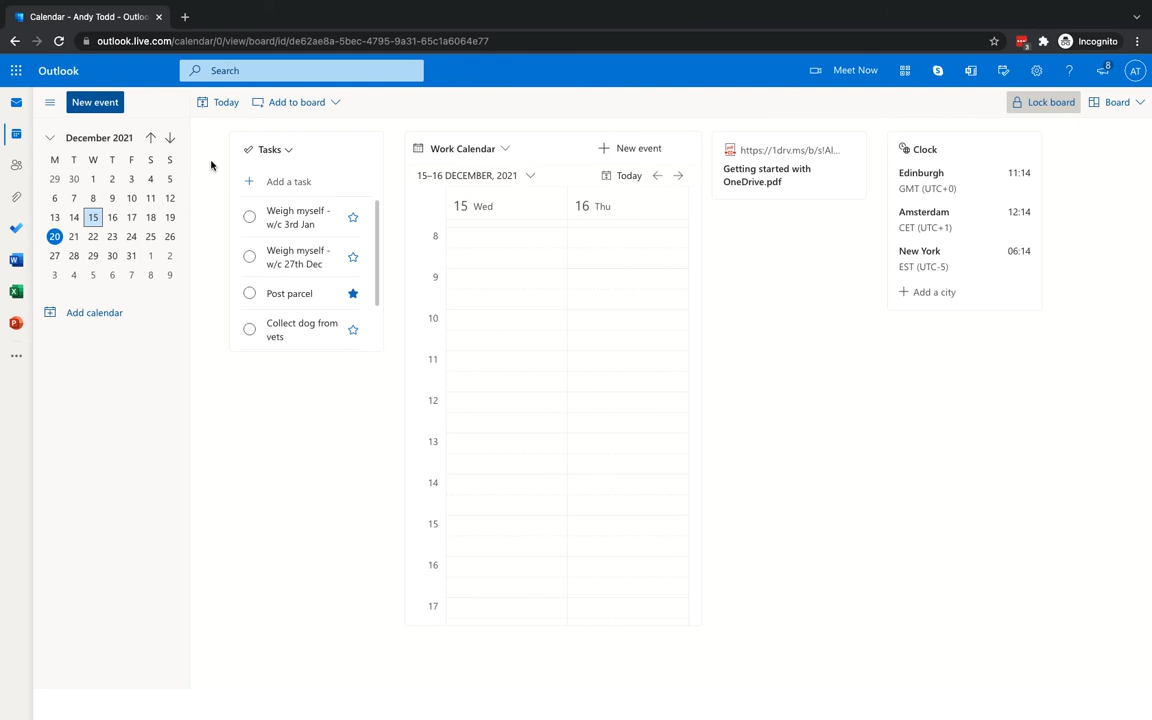 Calendar - Andy Todd - Outlo
outlook.live.com/calendar/0/view/board/id/de62ae8a-5bec-4795-9a31-65c1a6064e77
3
Incognito
Outlook
Search
Meet Now
8
AT
New event
Today
Add to board
Lock board
Board
December 2021
M T W T F S S
29 30 1 2 3 4 5
6 7 8 9 10 11 12
13 14 15 16 17 18 19
20 21 22 23 24 25 26
27 28 29 30 31 1 2
3 4 5 6 7 8 9
Add calendar
Tasks
Add a task
Weigh myself -
w/c 3rd Jan
Weigh myself -
w/c 27th Dec
Post parcel
Collect dog from
vets
Work Calendar
New event
15–16 DECEMBER, 2021
Today
15 Wed
16 Thu
8
9
10
11
12
13
14
15
16
17
https://1drv.ms/b/s!AI...
Getting started with
OneDrive.pdf
Clock
Edinburgh 11:14
GMT (UTC+0)
Amsterdam 12:14
CET (UTC+1)
New York 06:14
EST (UTC-5)
Add a city